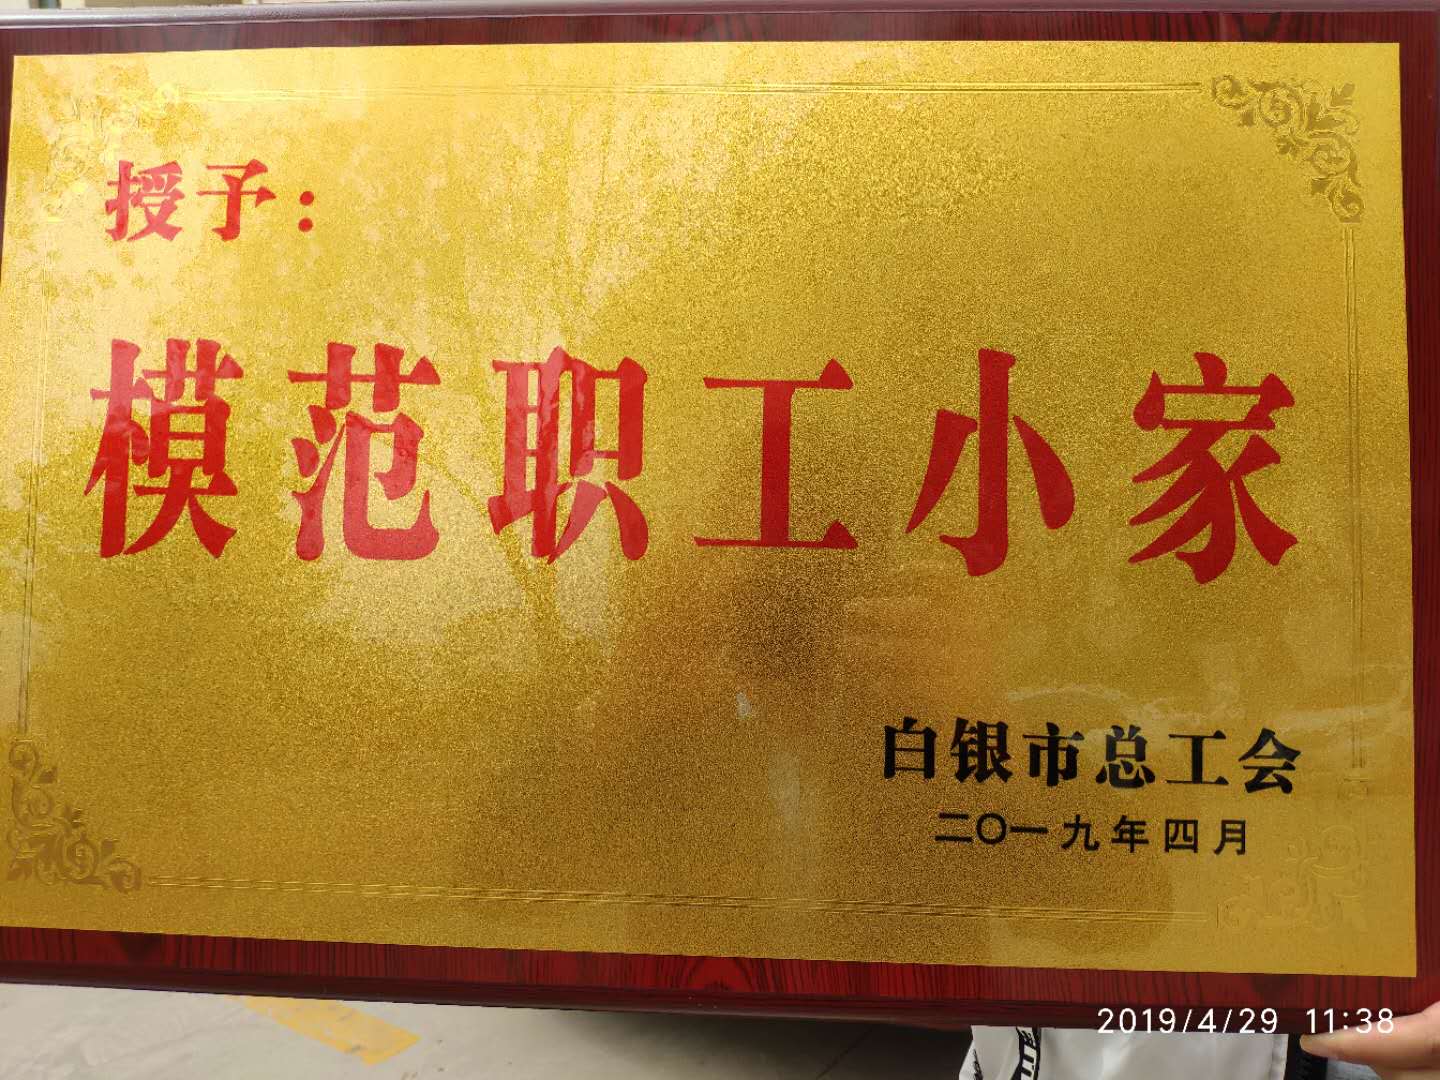 授予：
模范职工小家
白银市总工会
二〇一九年四月
2019/4/29 11:38